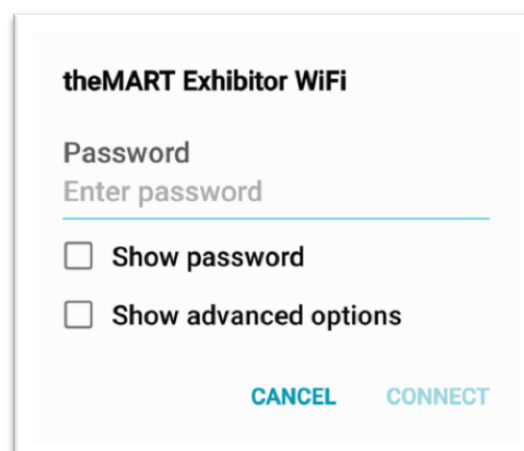 theMART Exhibitor WiFi
Password
Enter password
Show password
Show advanced options
CANCEL CONNECT